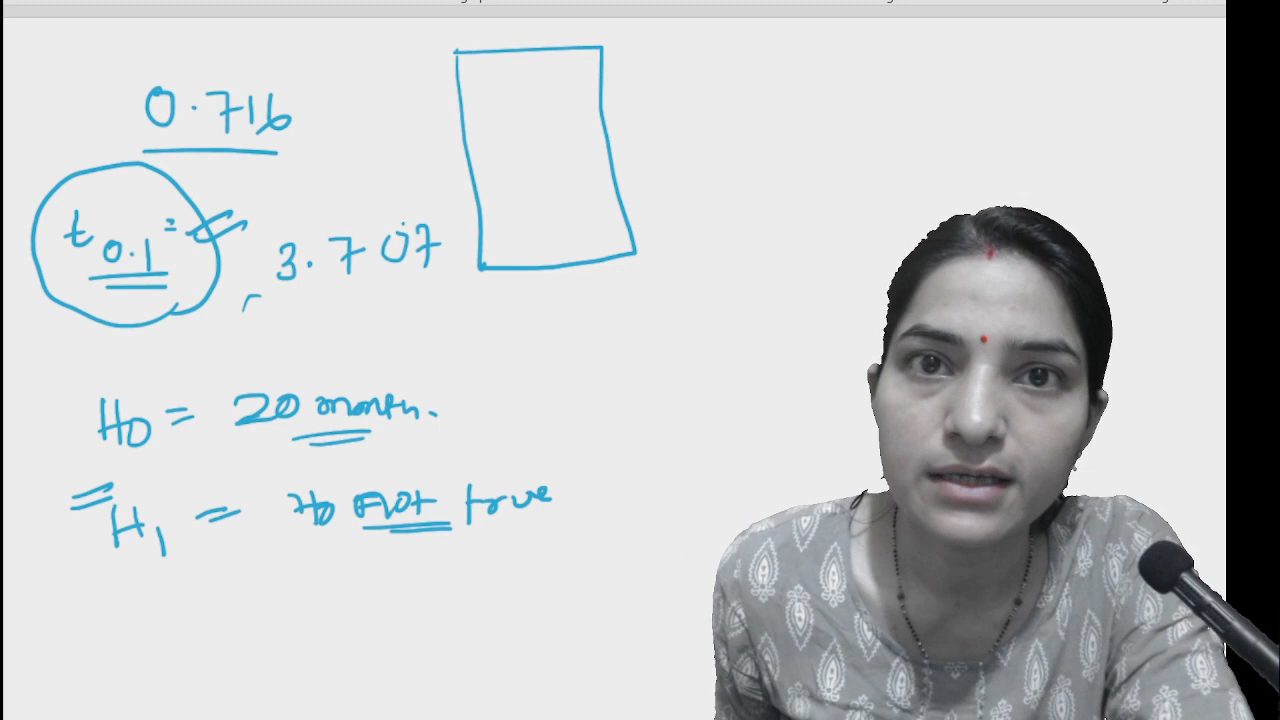 0.716
t0.1 = 3.707
H0 = 20 month.
H1 = H0 not true